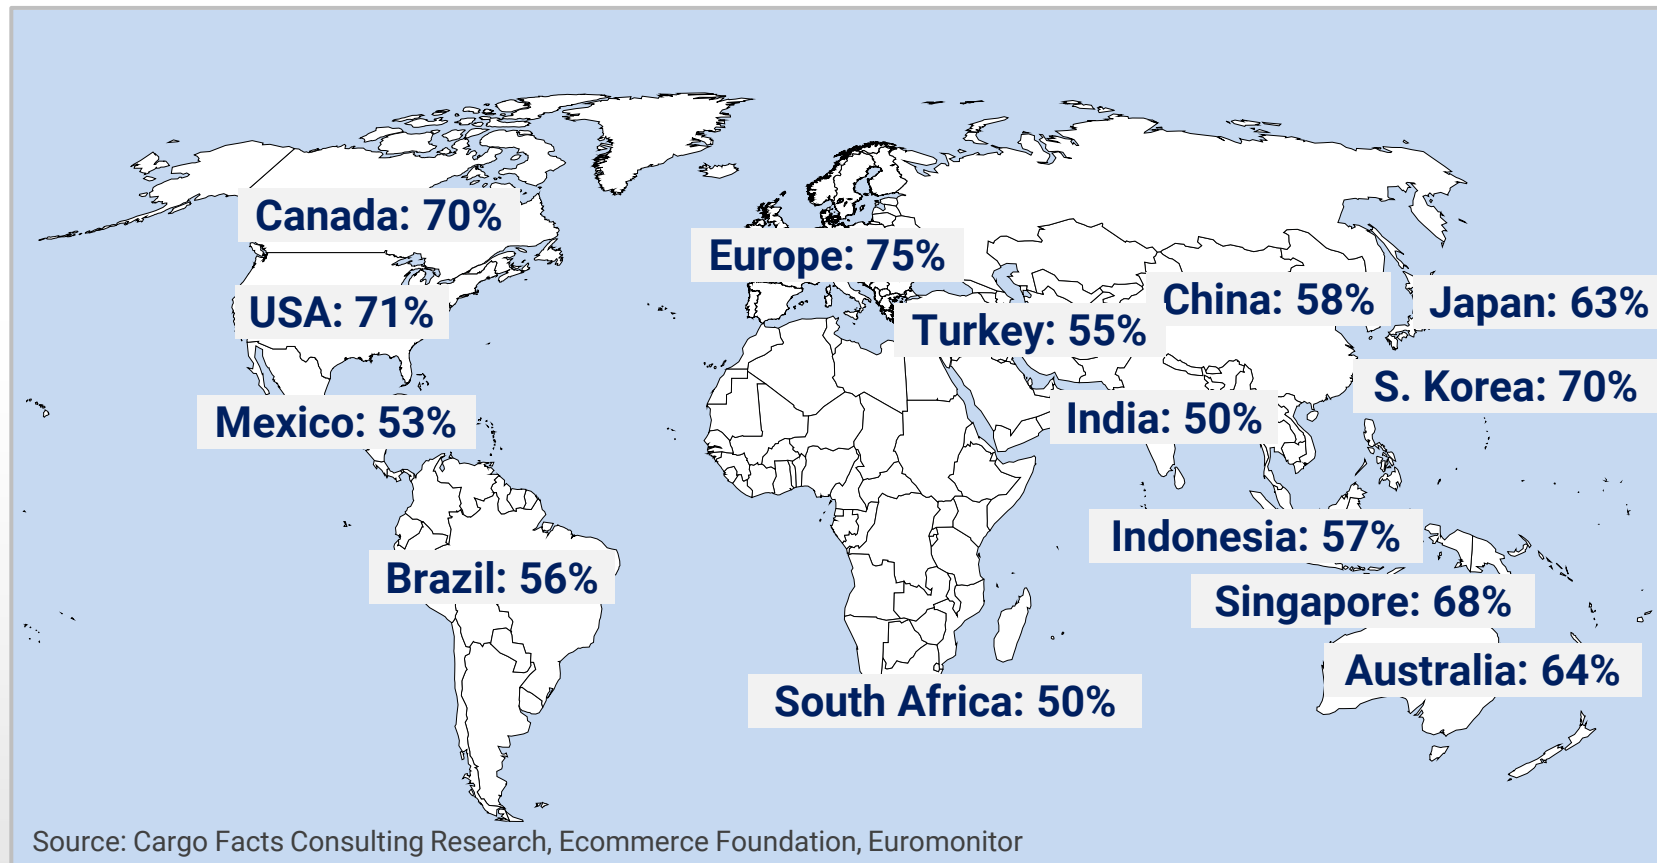 Canada: 70%
Europe: 75%
USA: 71%
China: 58%
Japan: 63%
Turkey: 55%
S. Korea: 70%
Mexico: 53%
India: 50%
Indonesia: 57%
Brazil: 56%
Singapore: 68%
Australia: 64%
South Africa: 50%
Source: Cargo Facts Consulting Research, Ecommerce Foundation, Euromonitor